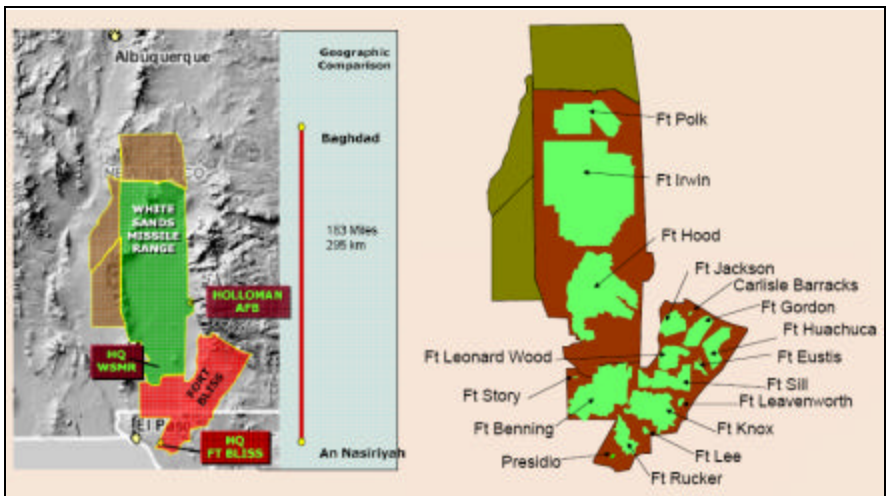 Albuquerque
Geographic
Comparison
Baghdad
NEW MEXICO
WHITE
SANDS
MISSILE
RANGE
183 Miles
295 km
HOLLOMAN
AFB
HQ
WSMR
FORT
BLISS
El Paso
HQ
FT BLISS
An Nasiriyah
Ft Polk
Ft Irwin
Ft Hood
Ft Jackson
Carlisle Barracks
Ft Gordon
Ft Huachuca
Ft Leonard Wood
Ft Eustis
Ft Sill
Ft Story
Ft Leavenworth
Ft Benning
Ft Knox
Ft Lee
Presidio
Ft Rucker